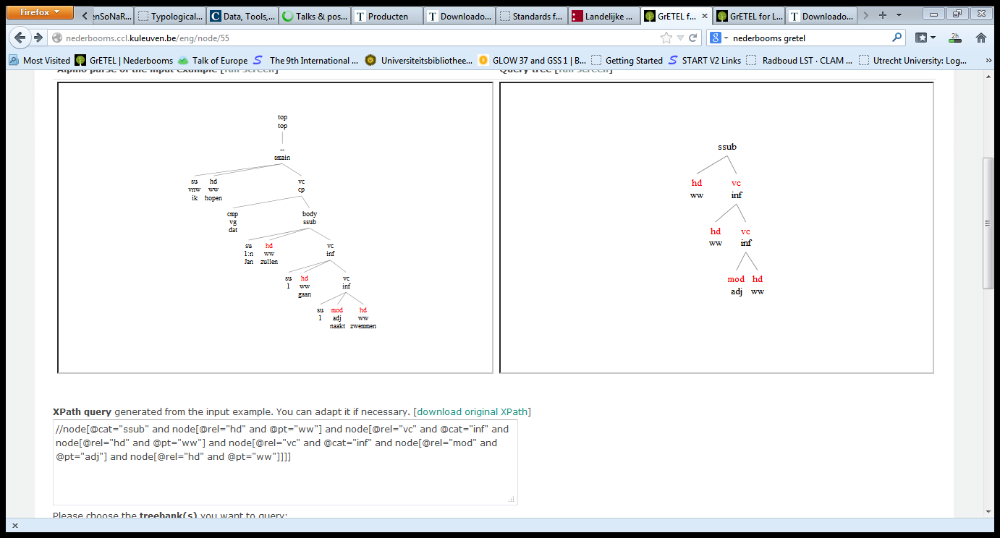 Firefox
enSoNaR...
Typological...
Data, Tools,...
Talks & pos...
Producten
Downloado...
Standards f...
Landelijke ...
GrETEL f...
GrETEL for L...
Downloado...
nederbooms.ccl.kuleuven.be/eng/node/55
nederbooms gretel
2h
Most Visited
GrETEL | Nederbooms
Talk of Europe
The 9th International ...
Universiteitsbibliothee...
GLOW 37 and GSS 1 | B...
Getting Started
START V2 Links
Radboud LST · CLAM ...
Utrecht University: Log...
Alpino parse of the input example [full screen]
Query tree [full screen]
top
top
--
smain
su hd vc
vnw ww cp
ik hopen
cmp body
vg ssub
dat
su hd vc
1:n ww inf
Jan zullen
su hd vc
1 ww inf
gaan
su mod hd
1 adj ww
naakt zwemmen
ssub
hd vc
ww inf
hd vc
ww inf
mod hd
adj ww
XPath query generated from the input example. You can adapt it if necessary. [download original XPath]
//node[@cat="ssub" and node[@rel="hd" and @pt="ww"] and node[@rel="vc" and @cat="inf" and
node[@rel="hd" and @pt="ww"] and node[@rel="vc" and @cat="inf" and node[@rel="mod" and
@pt="adj"] and node[@rel="hd" and @pt="ww"]]]]
Please choose the treebank(s) you want to query: